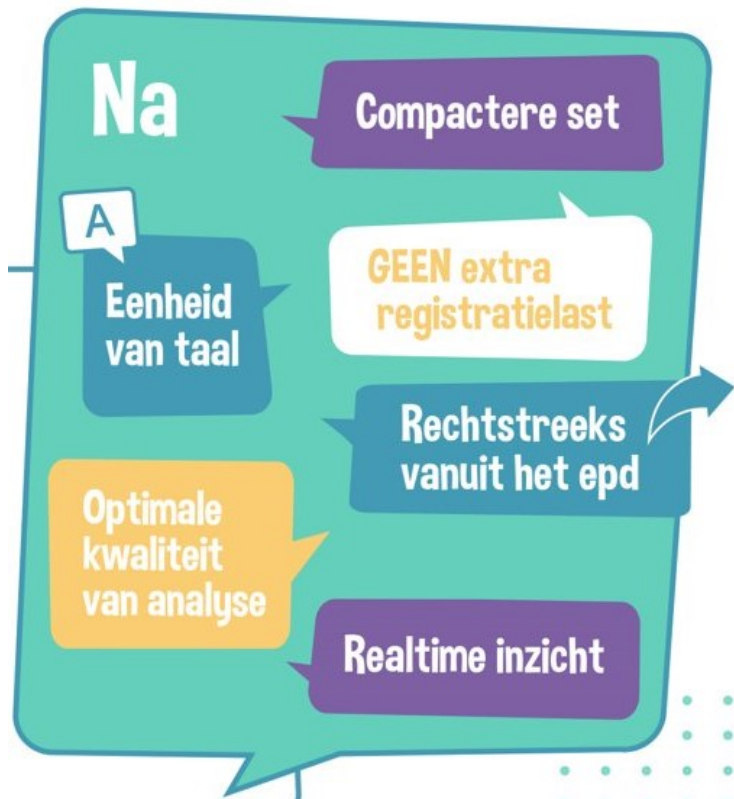 Na
Compactere set
A
Eenheid
van taal
GEEN extra
registratielast
Rechtstreeks
vanuit het epd
Optimale
kwaliteit
van analyse
Realtime inzicht